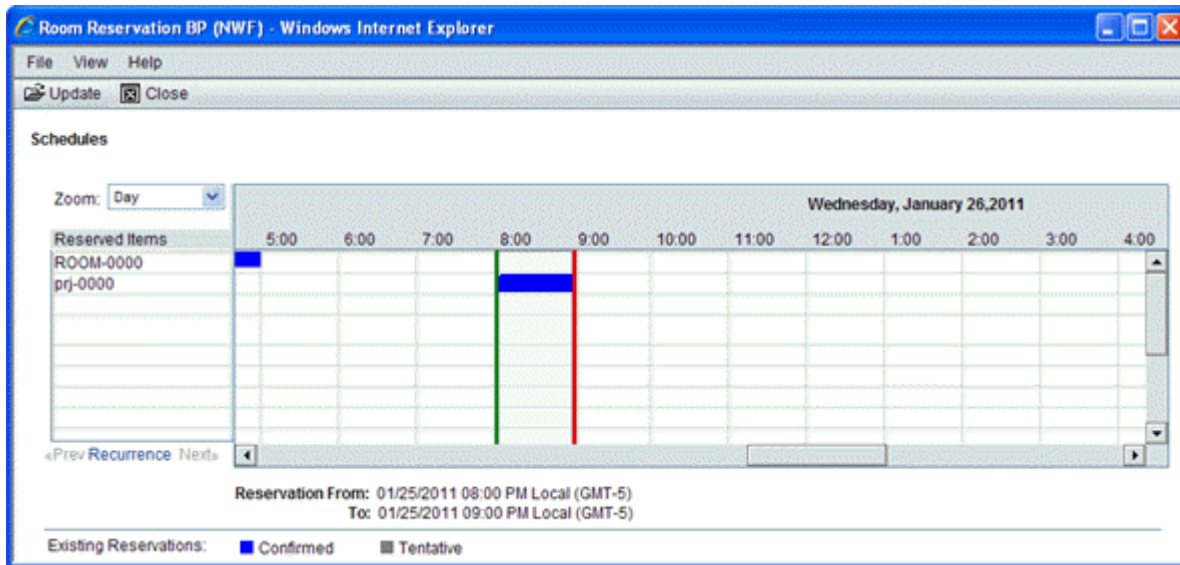 Room Reservation BP (NWF) - Windows Internet Explorer
File View Help
Update Close
Schedules
Zoom: Day
Wednesday, January 26,2011
Reserved Items 5:00 6:00 7:00 8:00 9:00 10:00 11:00 12:00 1:00 2:00 3:00 4:00
ROOM-0000
prj-0000
«Prev Recurrence Next»
Reservation From: 01/25/2011 08:00 PM Local (GMT-5)
To: 01/25/2011 09:00 PM Local (GMT-5)
Existing Reservations: Confirmed Tentative